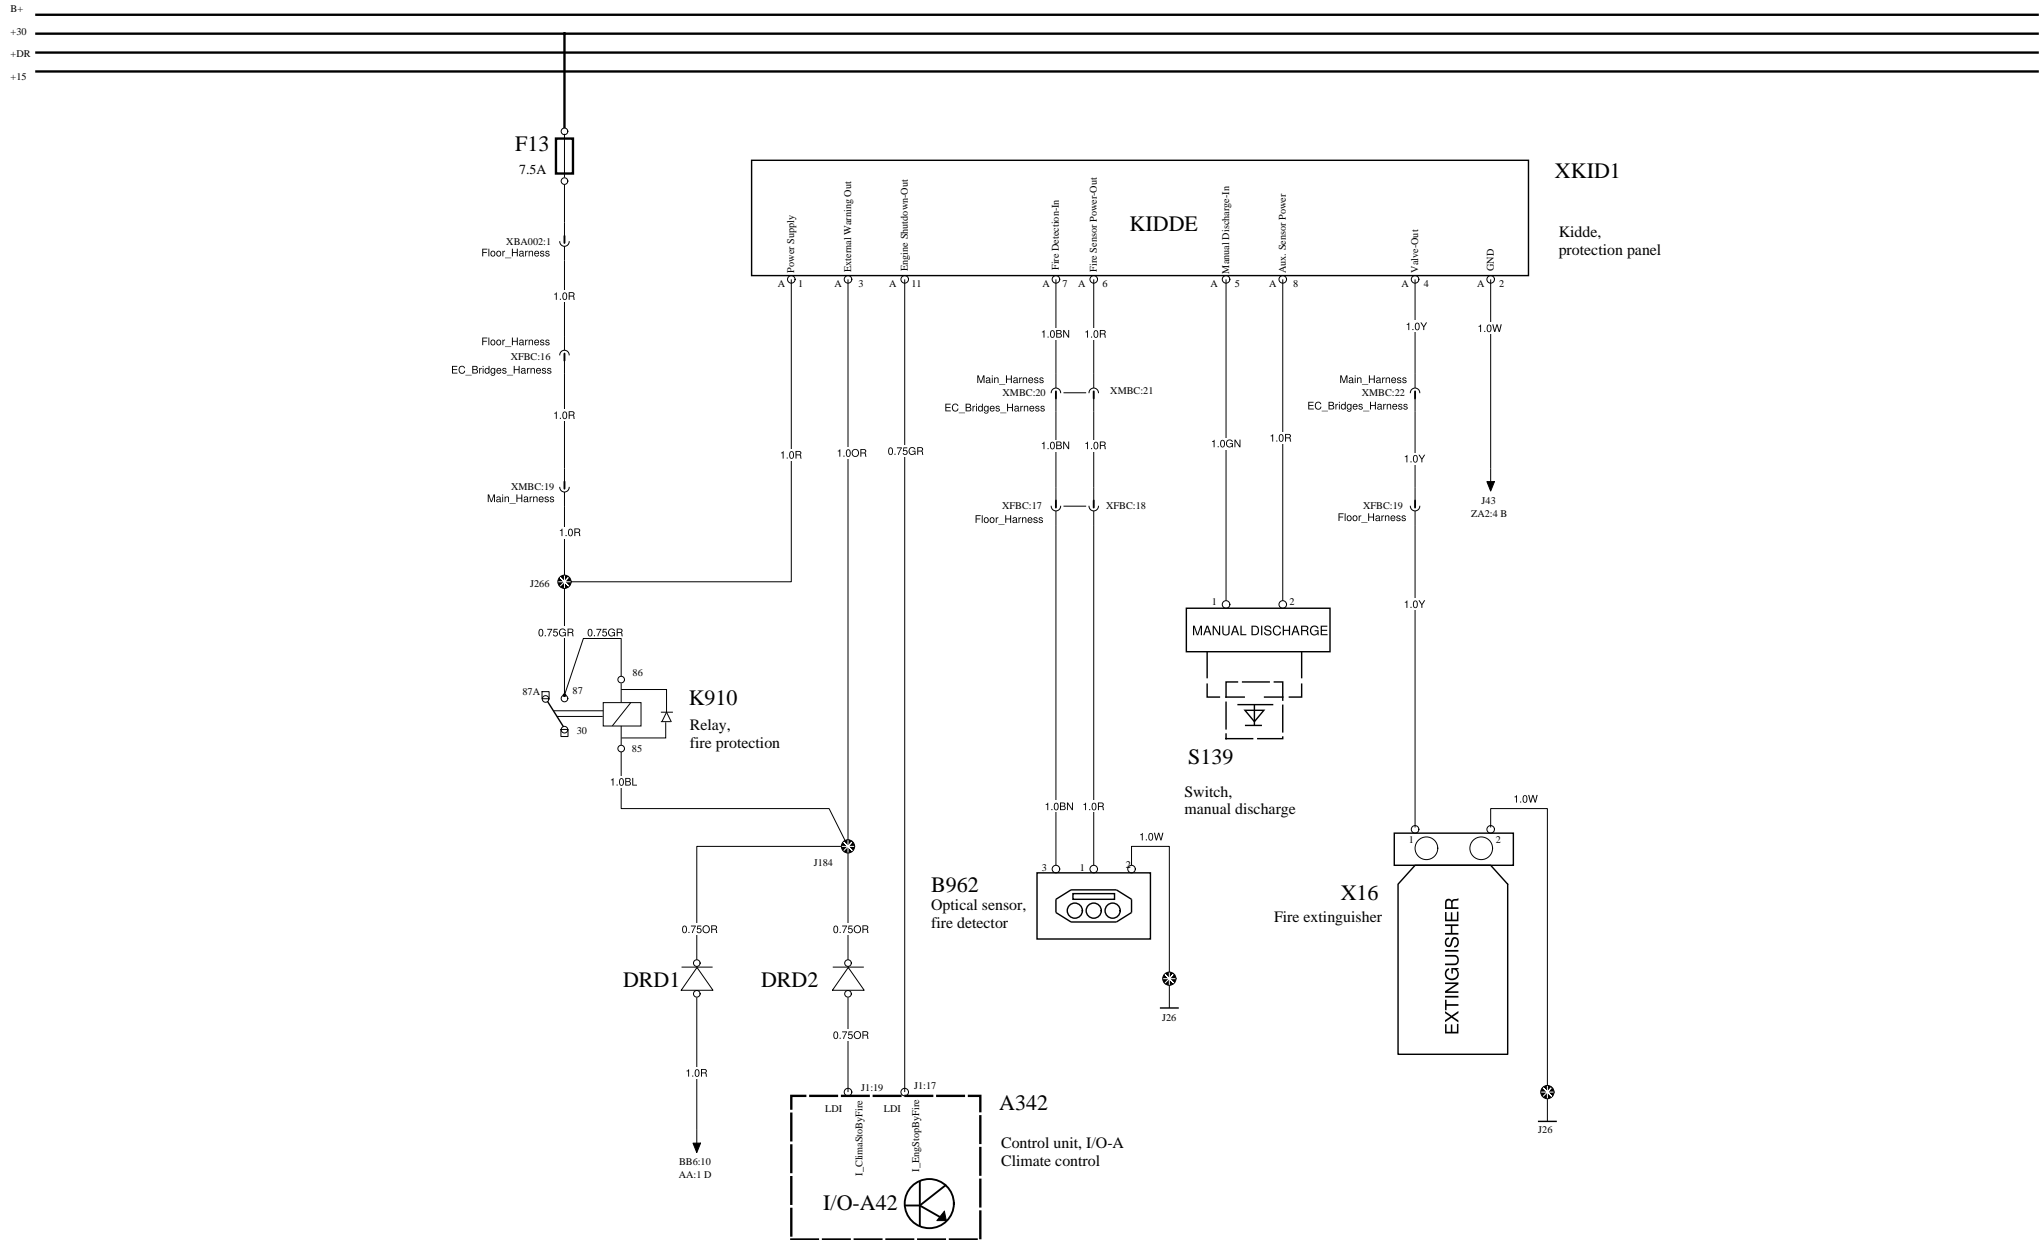 B+
+30
+DR
+15
F13
7.5A
XBA002:1
Floor_Harness
1.0R
Floor_Harness
XFBC:16
EC_Bridges_Harness
1.0R
XMBC:19
Main_Harness
1.0R
J266
0.75GR
0.75GR
87A
87
86
30
85
K910
Relay,
fire protection
1.0BL
XKID1
Kidde,
protection panel
KIDDE
Power Supply
External Warning Out
Engine Shutdown-Out
Fire Detection-In
Fire Sensor Power-Out
Manual Discharge-In
Aux. Sensor Power
Valve-Out
GND
A 1
A 3
A 11
A 7
A 6
A 5
A 8
A 4
A 2
1.0R
1.0OR
0.75GR
1.0BN
1.0R
Main_Harness
XMBC:20
XMBC:21
EC_Bridges_Harness
1.0BN
1.0R
XFBC:17
XFBC:18
Floor_Harness
1.0BN
1.0R
1.0GN
1.0R
1
2
MANUAL DISCHARGE
S139
Switch,
manual discharge
1.0Y
Main_Harness
XMBC:22
EC_Bridges_Harness
1.0Y
XFBC:19
Floor_Harness
1.0Y
1.0W
J43
ZA2:4 B
J184
0.75OR
0.75OR
DRD1
DRD2
0.75OR
1.0R
BB6:10
AA:1 D
3
1
2
1.0W
B962
Optical sensor,
fire detector
J26
1
2
1.0W
X16
Fire extinguisher
EXTINGUISHER
J26
J1:19
J1:17
LDI
LDI
I_ClimaStoByFire
I_EngStopByFire
I/O-A42
A342
Control unit, I/O-A
Climate control